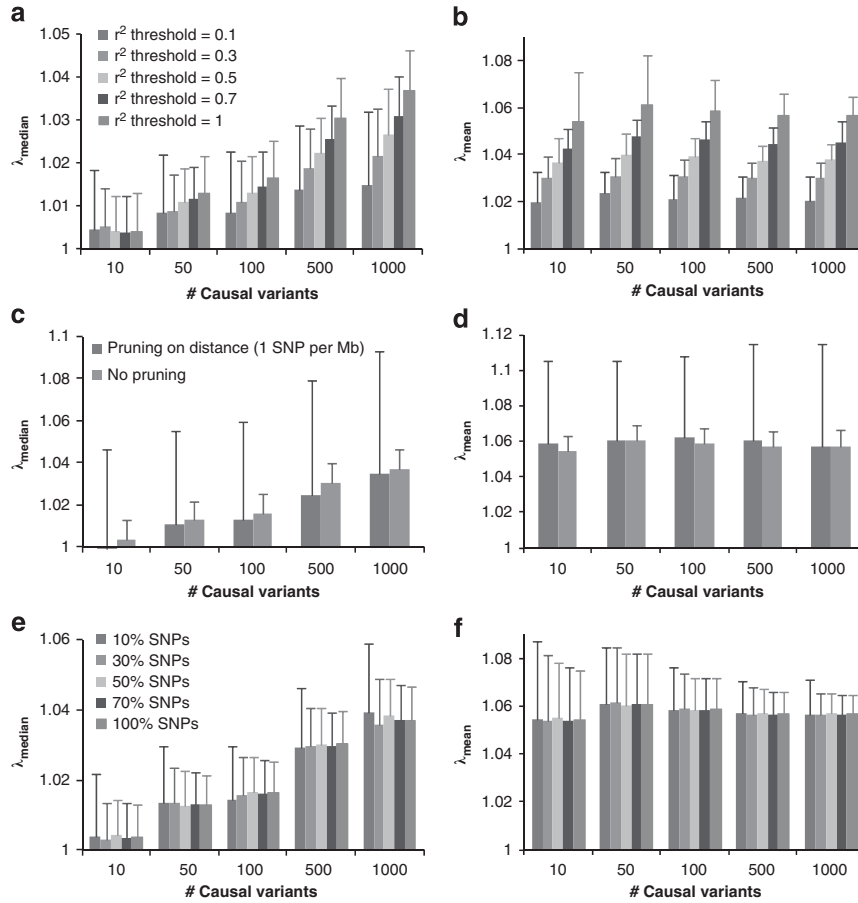 a
1.05
1.04
1.03
1.02
1.01
1
λmedian
r² threshold = 0.1
r² threshold = 0.3
r² threshold = 0.5
r² threshold = 0.7
r² threshold = 1
10 50 100 500 1000
# Causal variants
b
1.08
1.06
1.04
1.02
1
λmean
10 50 100 500 1000
# Causal variants
c
1.1
1.08
1.06
1.04
1.02
1
λmedian
Pruning on distance (1 SNP per Mb)
No pruning
10 50 100 500 1000
# Causal variants
d
1.12
1.1
1.08
1.06
1.04
1.02
1
λmean
10 50 100 500 1000
# Causal variants
e
1.06
1.04
1.02
1
λmedian
10% SNPs
30% SNPs
50% SNPs
70% SNPs
100% SNPs
10 50 100 500 1000
# Causal variants
f
1.08
1.06
1.04
1.02
1
λmean
10 50 100 500 1000
# Causal variants